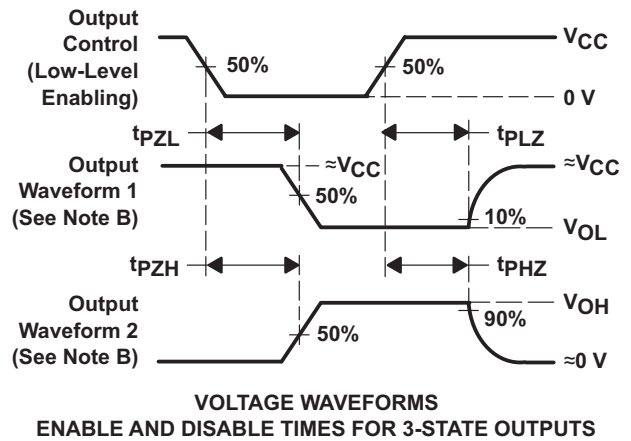 Output
Control
(Low-Level
Enabling)
50%
50%
VCC
0 V
tPZL
tPLZ
Output
Waveform 1
(See Note B)
≈VCC
50%
≈VCC
10%
VOL
tPZH
tPHZ
Output
Waveform 2
(See Note B)
50%
VOH
90%
≈0 V
VOLTAGE WAVEFORMS
ENABLE AND DISABLE TIMES FOR 3-STATE OUTPUTS